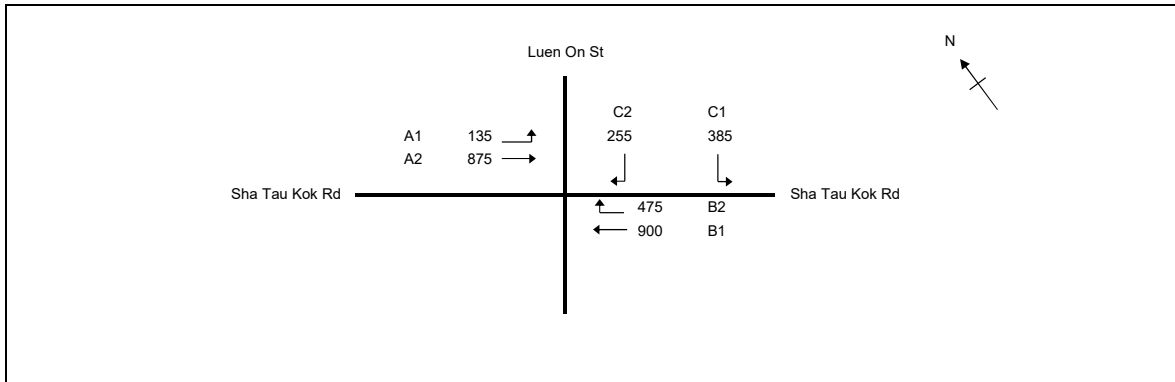 N
Luen On St
C2 C1
A1 135 255 385
A2 875
Sha Tau Kok Rd Sha Tau Kok Rd
475 B2
900 B1